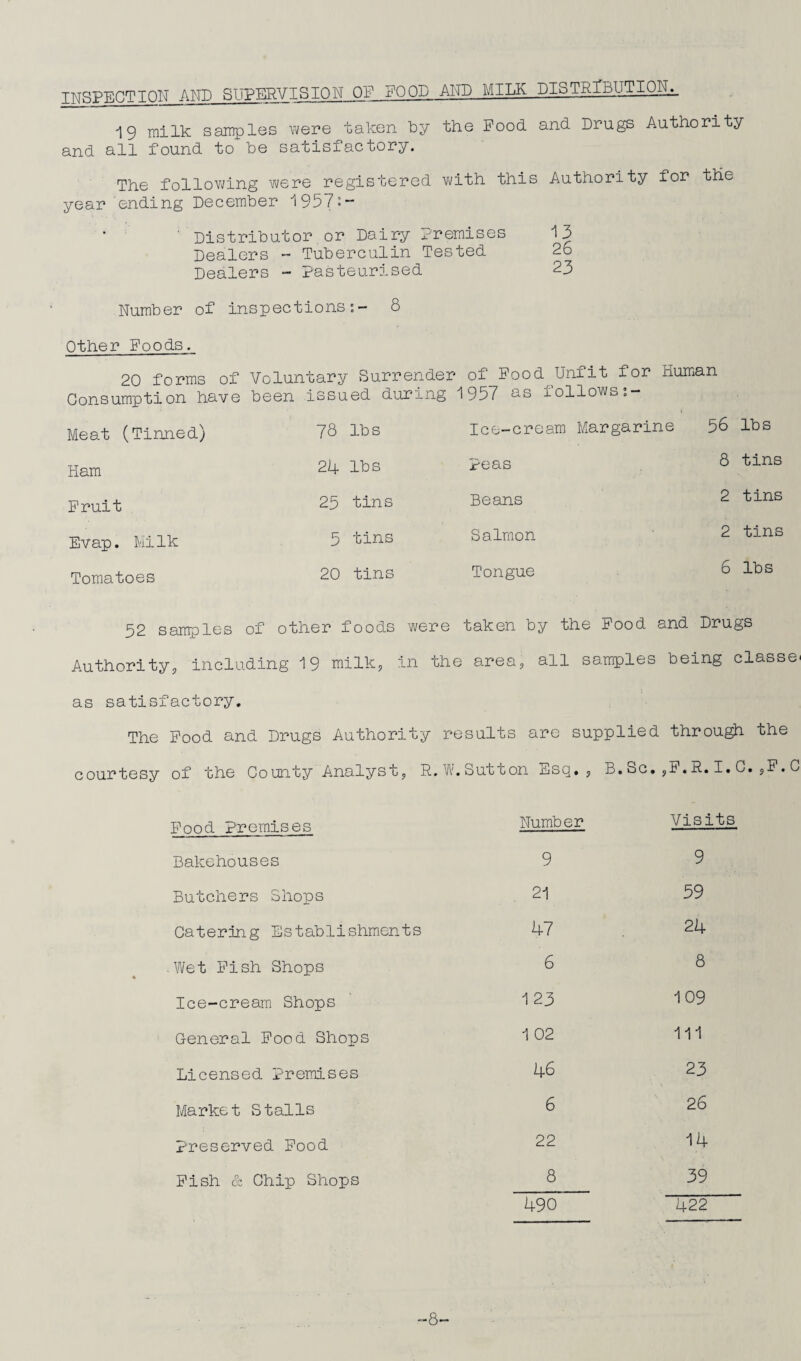 INSPECTION AND SUPERVISION OF FOOD AND MILK DISTRIBUTION.
19 milk samples were taken by the Food and Drugs Authority
and all found to be satisfactory.
The following were registered with this Authority for the
year ending December 1957:-
Distributor or Dairy Premises 13
Dealers - Tuberculin Tested 26
Dealers - Pasteurised 23
Number of inspections:- 8
Other Foods.
20 forms of Voluntary Surrender of Food Unfit for Human
Consumption have been issued during 1957 as follows:-
Meat (Tinned) 78 lbs Ice-cream Margarine 56 lbs
Ham 24 lbs Peas 8 tins
Fruit 25 tins Beans 2 tins
Evap. Milk 5 tins Salmon 2 tins
Tomatoes 20 tins Tongue 6 lbs
52 samples of other foods were taken by the Food and Drugs
Authority, including 19 milk, in the area, all samples being classe
as satisfactory.
The Food and Drugs Authority results are supplied through the
courtesy of the County Analyst, R.W.Sutton Esq., B.Sc.,F.R.I.C.,F.C
Food Premises Number Visits
Bakehouses 9 9
Butchers Shops 21 59
Catering Establishments 47 24
Wet Fish Shops 6 8
Ice-cream Shops 123 109
General Food Shops 102 111
Licensed Premises 46 23
Market Stalls 6 26
Preserved Food 22 14
Fish & Chip Shops 8 39
490 422
-8-